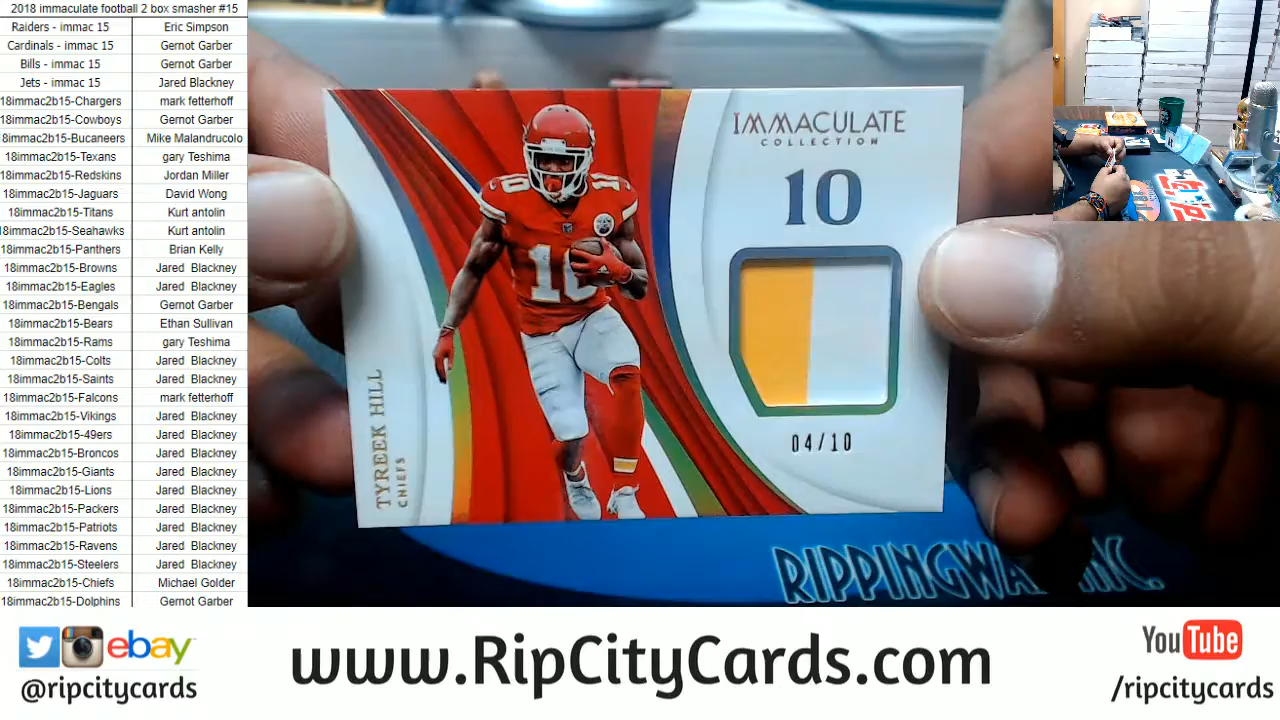 2018 immaculate football 2 box smasher #15
Raiders - immac 15 Eric Simpson
Cardinals - immac 15 Gernot Garber
Bills - immac 15 Gernot Garber
Jets - immac 15 Jared Blackney
18immac2b15-Chargers mark fetterhoff
18immac2b15-Cowboys Gernot Garber
18immac2b15-Bucaneers Mike Malandrucolo
18immac2b15-Texans gary Teshima
18immac2b15-Redskins Jordan Miller
18immac2b15-Jaguars David Wong
18immac2b15-Titans Kurt antolin
18immac2b15-Seahawks Kurt antolin
18immac2b15-Panthers Brian Kelly
18immac2b15-Browns Jared Blackney
18immac2b15-Eagles Jared Blackney
18immac2b15-Bengals Gernot Garber
18immac2b15-Bears Ethan Sullivan
18immac2b15-Rams gary Teshima
18immac2b15-Colts Jared Blackney
18immac2b15-Saints Jared Blackney
18immac2b15-Falcons mark fetterhoff
18immac2b15-Vikings Jared Blackney
18immac2b15-49ers Jared Blackney
18immac2b15-Broncos Jared Blackney
18immac2b15-Giants Jared Blackney
18immac2b15-Lions Jared Blackney
18immac2b15-Packers Jared Blackney
18immac2b15-Patriots Jared Blackney
18immac2b15-Ravens Jared Blackney
18immac2b15-Steelers Jared Blackney
18immac2b15-Chiefs Michael Golder
18immac2b15-Dolphins Gernot Garber
IMMACULATE
COLLECTION
10
04/10
10 10
10
TYREEK HILL
CHIEFS
ebay
@ripcitycards
www.RipCityCards.com
YouTube
/ripcitycards